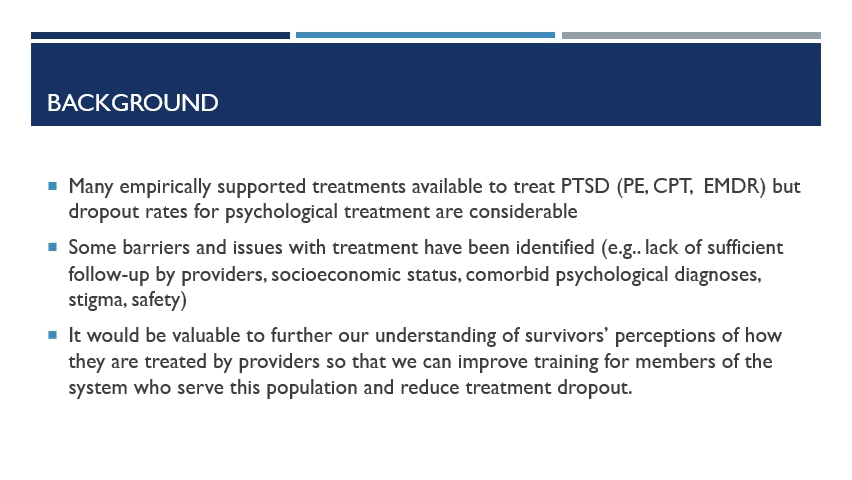 BACKGROUND
Many empirically supported treatments available to treat PTSD (PE, CPT,  EMDR) but
dropout rates for psychological treatment are considerable
Some barriers and issues with treatment have been identified (e.g.. lack of sufficient
follow-up by providers, socioeconomic status, comorbid psychological diagnoses,
stigma, safety)
It would be valuable to further our understanding of survivors’ perceptions of how
they are treated by providers so that we can improve training for members of the
system who serve this population and reduce treatment dropout.